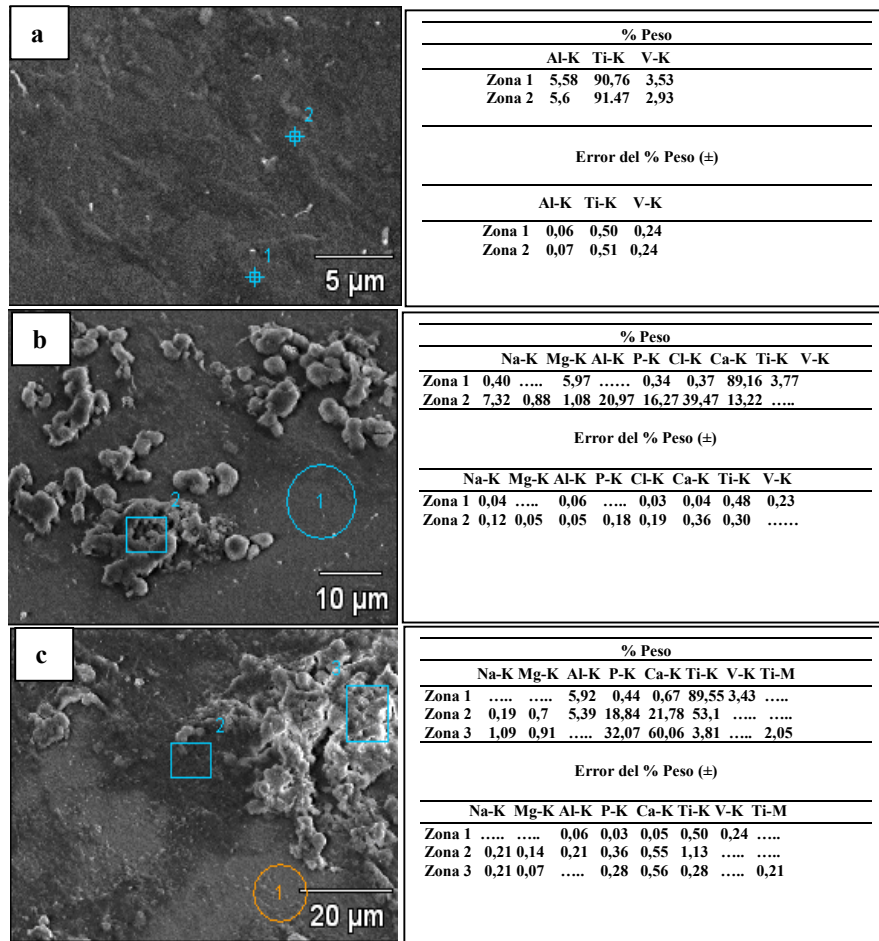 a
2
1
5 µm
% Peso
Al-K Ti-K V-K
Zona 1 5,58 90,76 3,53
Zona 2 5,6 91.47 2,93
Error del % Peso (±)
Al-K Ti-K V-K
Zona 1 0,06 0,50 0,24
Zona 2 0,07 0,51 0,24
b
2
1
10 µm
% Peso
Na-K Mg-K Al-K P-K Cl-K Ca-K Ti-K V-K
Zona 1 0,40 ….. 5,97 …… 0,34 0,37 89,16 3,77
Zona 2 7,32 0,88 1,08 20,97 16,27 39,47 13,22 …..
Error del % Peso (±)
Na-K Mg-K Al-K P-K Cl-K Ca-K Ti-K V-K
Zona 1 0,04 ….. 0,06 ….. 0,03 0,04 0,48 0,23
Zona 2 0,12 0,05 0,05 0,18 0,19 0,36 0,30 ……
c
3
2
1
20 µm
% Peso
Na-K Mg-K Al-K P-K Ca-K Ti-K V-K Ti-M
Zona 1 ….. ….. 5,92 0,44 0,67 89,55 3,43 …..
Zona 2 0,19 0,7 5,39 18,84 21,78 53,1 ….. …..
Zona 3 1,09 0,91 ….. 32,07 60,06 3,81 ….. 2,05
Error del % Peso (±)
Na-K Mg-K Al-K P-K Ca-K Ti-K V-K Ti-M
Zona 1 ….. ….. 0,06 0,03 0,05 0,50 0,24 …..
Zona 2 0,21 0,14 0,21 0,36 0,55 1,13 ….. …..
Zona 3 0,21 0,07 ….. 0,28 0,56 0,28 ….. 0,21